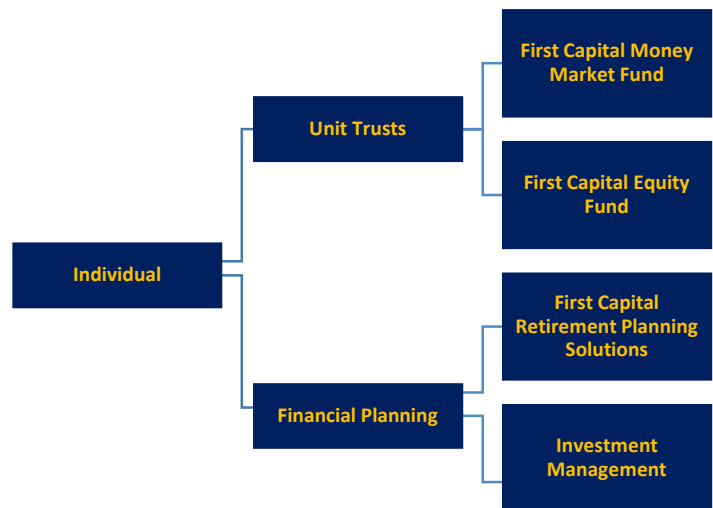 Individual
Unit Trusts
First Capital Money
Market Fund
First Capital Equity
Fund
Financial Planning
First Capital
Retirement Planning
Solutions
Investment
Management